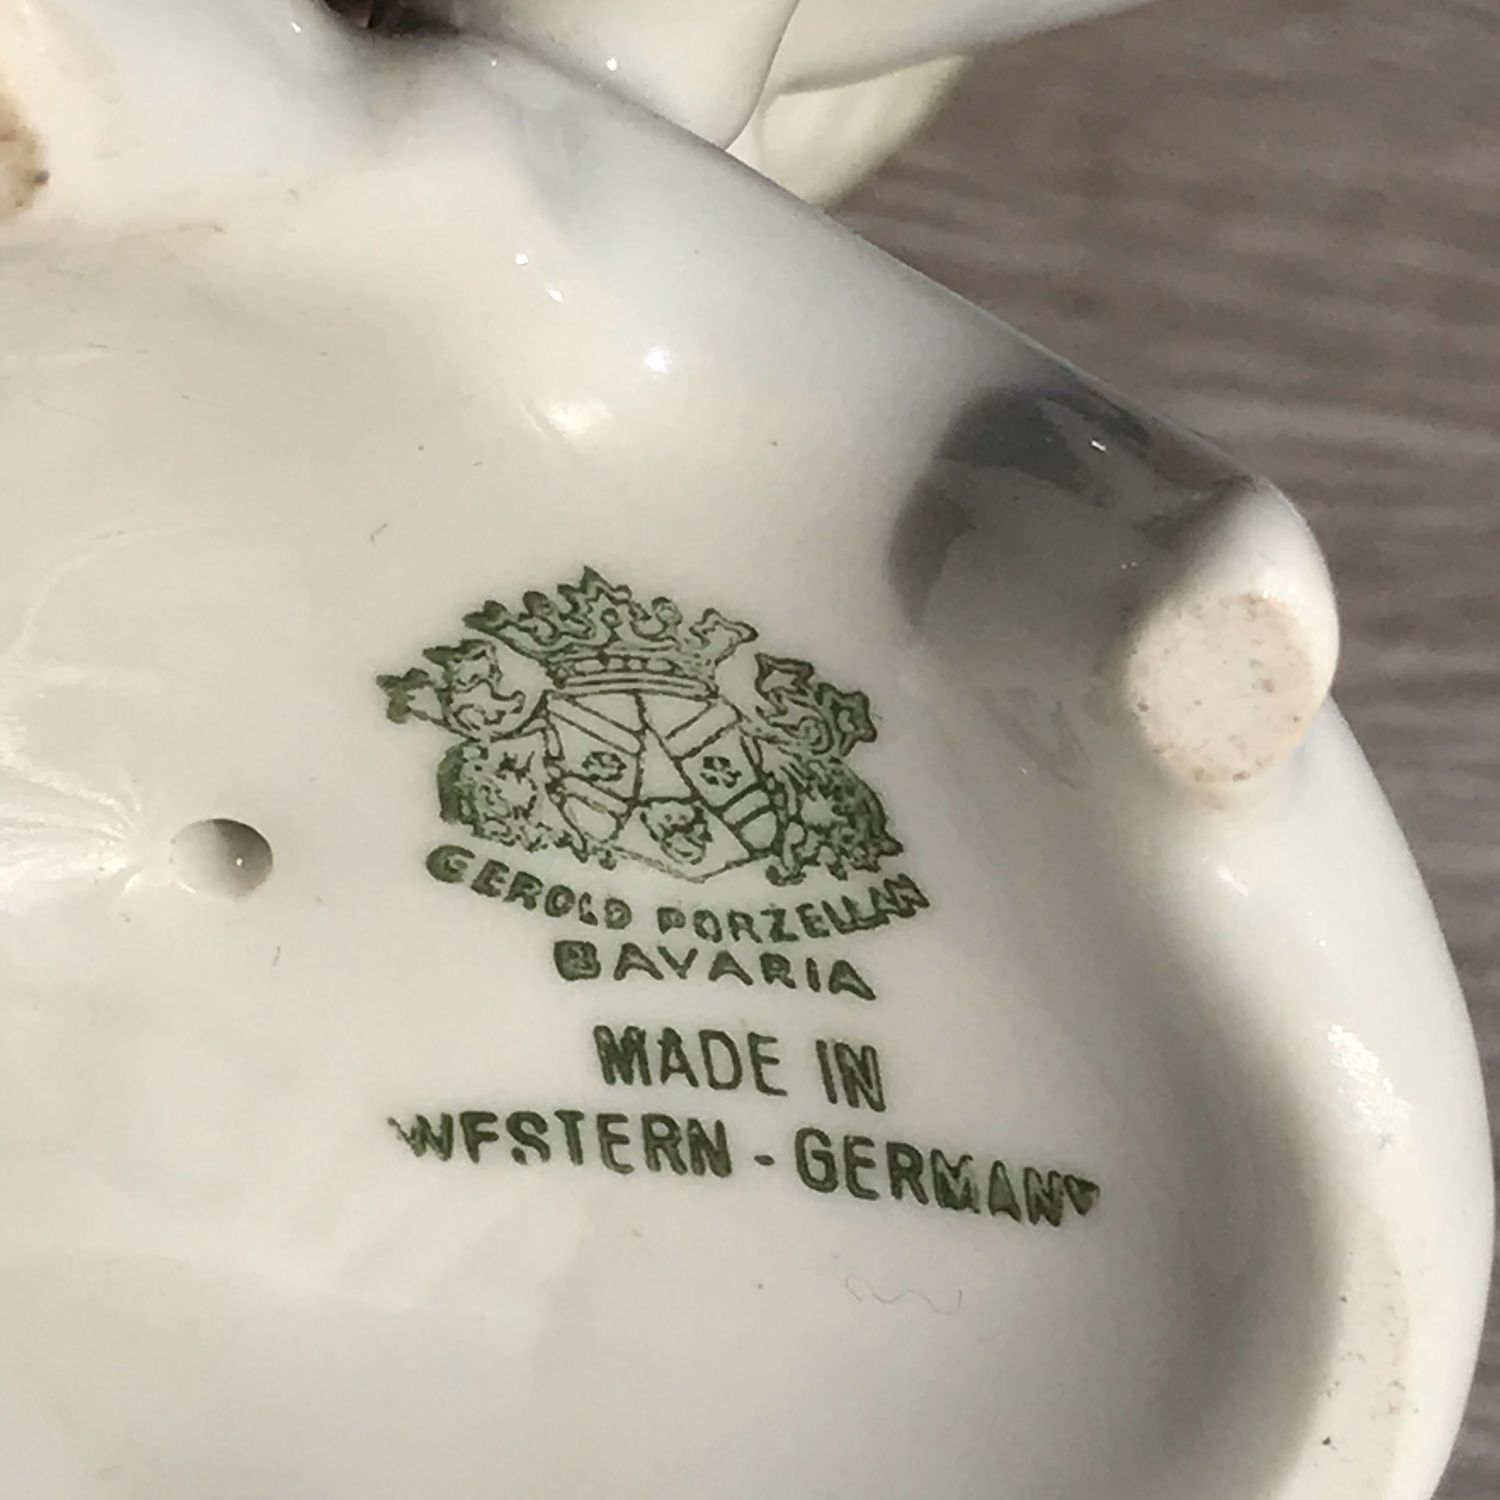 GEROLD PORZELLAN
BAVARIA
MADE IN
WESTERN - GERMANY